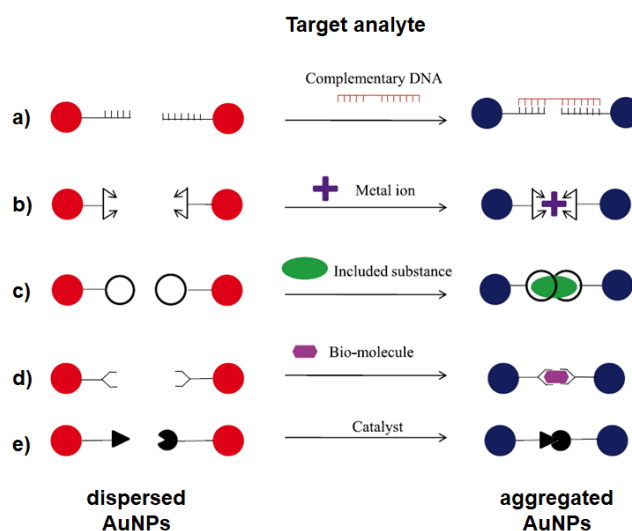 Target analyte
Complementary DNA
a)
b)
Metal ion
c)
Included substance
d)
Bio-molecule
e)
Catalyst
dispersed
AuNPs
aggregated
AuNPs